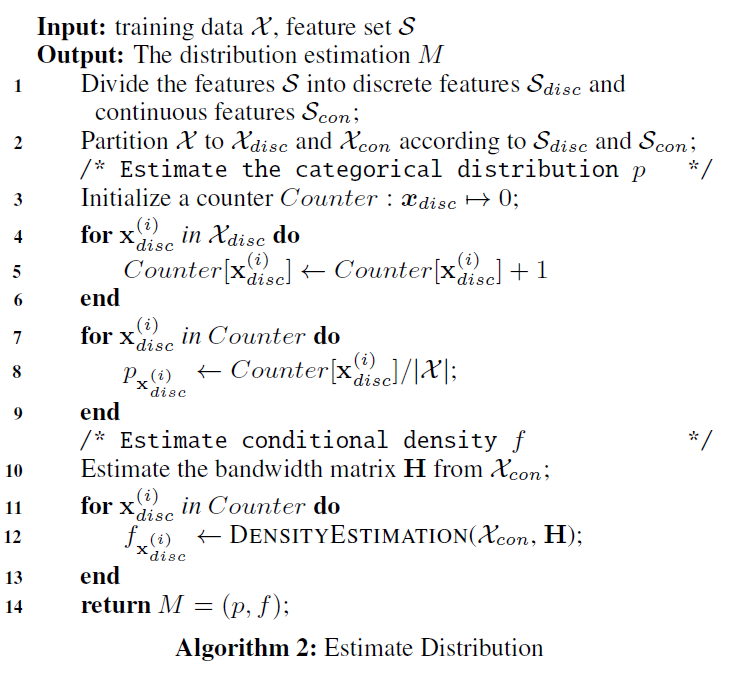 Input: training data 𝒳, feature set 𝒮
Output: The distribution estimation M
1 Divide the features 𝒮 into discrete features 𝒮_disc and
continuous features 𝒮_con;
2 Partition 𝒳 to 𝒳_disc and 𝒳_con according to 𝒮_disc and 𝒮_con;
/* Estimate the categorical distribution p */
3 Initialize a counter Counter : x_disc ↦ 0;
4 for x_disc^(i) in 𝒳_disc do
5 Counter[x_disc^(i)] ← Counter[x_disc^(i)] + 1
6 end
7 for x_disc^(i) in Counter do
8 p_{x_disc^(i)} ← Counter[x_disc^(i)]/|𝒳|;
9 end
/* Estimate conditional density f */
10 Estimate the bandwidth matrix H from 𝒳_con;
11 for x_disc^(i) in Counter do
12 f_{x_disc^(i)} ← DENSITYESTIMATION(𝒳_con, H);
13 end
14 return M = (p, f);
Algorithm 2: Estimate Distribution